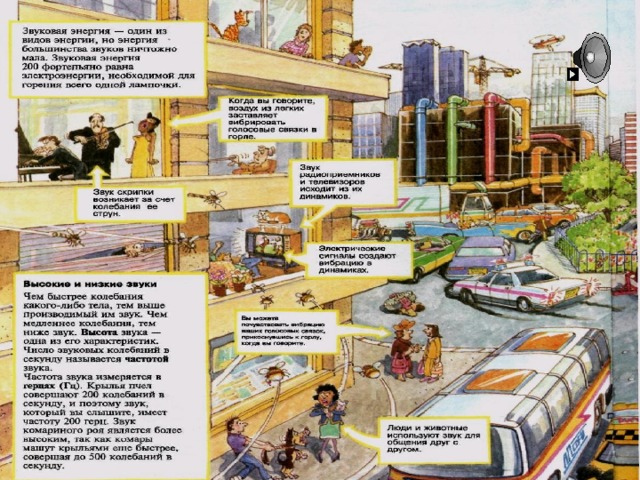 Звуковая энергия — один из
видов энергии, но энергия
большинства звуков ничтожно
мала. Звуковая энергия
200 фортепьяно равна
электроэнергии, необходимой для
горения всего одной лампочки.
Когда вы говорите,
воздух из легких
заставляет
вибрировать
голосовые связки в
горле.
Звук
радиоприемников
и телевизоров
исходит из их
динамиков.
Звук скрипки
возникает за счет
колебания ее
струн.
Электрические
сигналы создают
вибрацию в
динамиках.
Высокие и низкие звуки
Чем быстрее колебания
какого-либо тела, тем выше
производимый им звук. Чем
медленнее колебания, тем
ниже звук. Высота звука —
одна из его характеристик.
Число звуковых колебаний в
секунду называется частотой
звука.
Частота звука измеряется в
герцах (Гц). Крылья пчел
совершают 200 колебаний в
секунду, и поэтому звук,
который вы слышите, имеет
частоту 200 герц. Звук
комариного роя является более
высоким, так как комары
машут крыльями еще быстрее,
совершая до 500 колебаний в
секунду.
Вы можете
почувствовать вибрацию
ваших голосовых связок,
прикоснувшись к горлу,
когда вы говорите.
Люди и животные
используют звук для
общения друг с
другом.